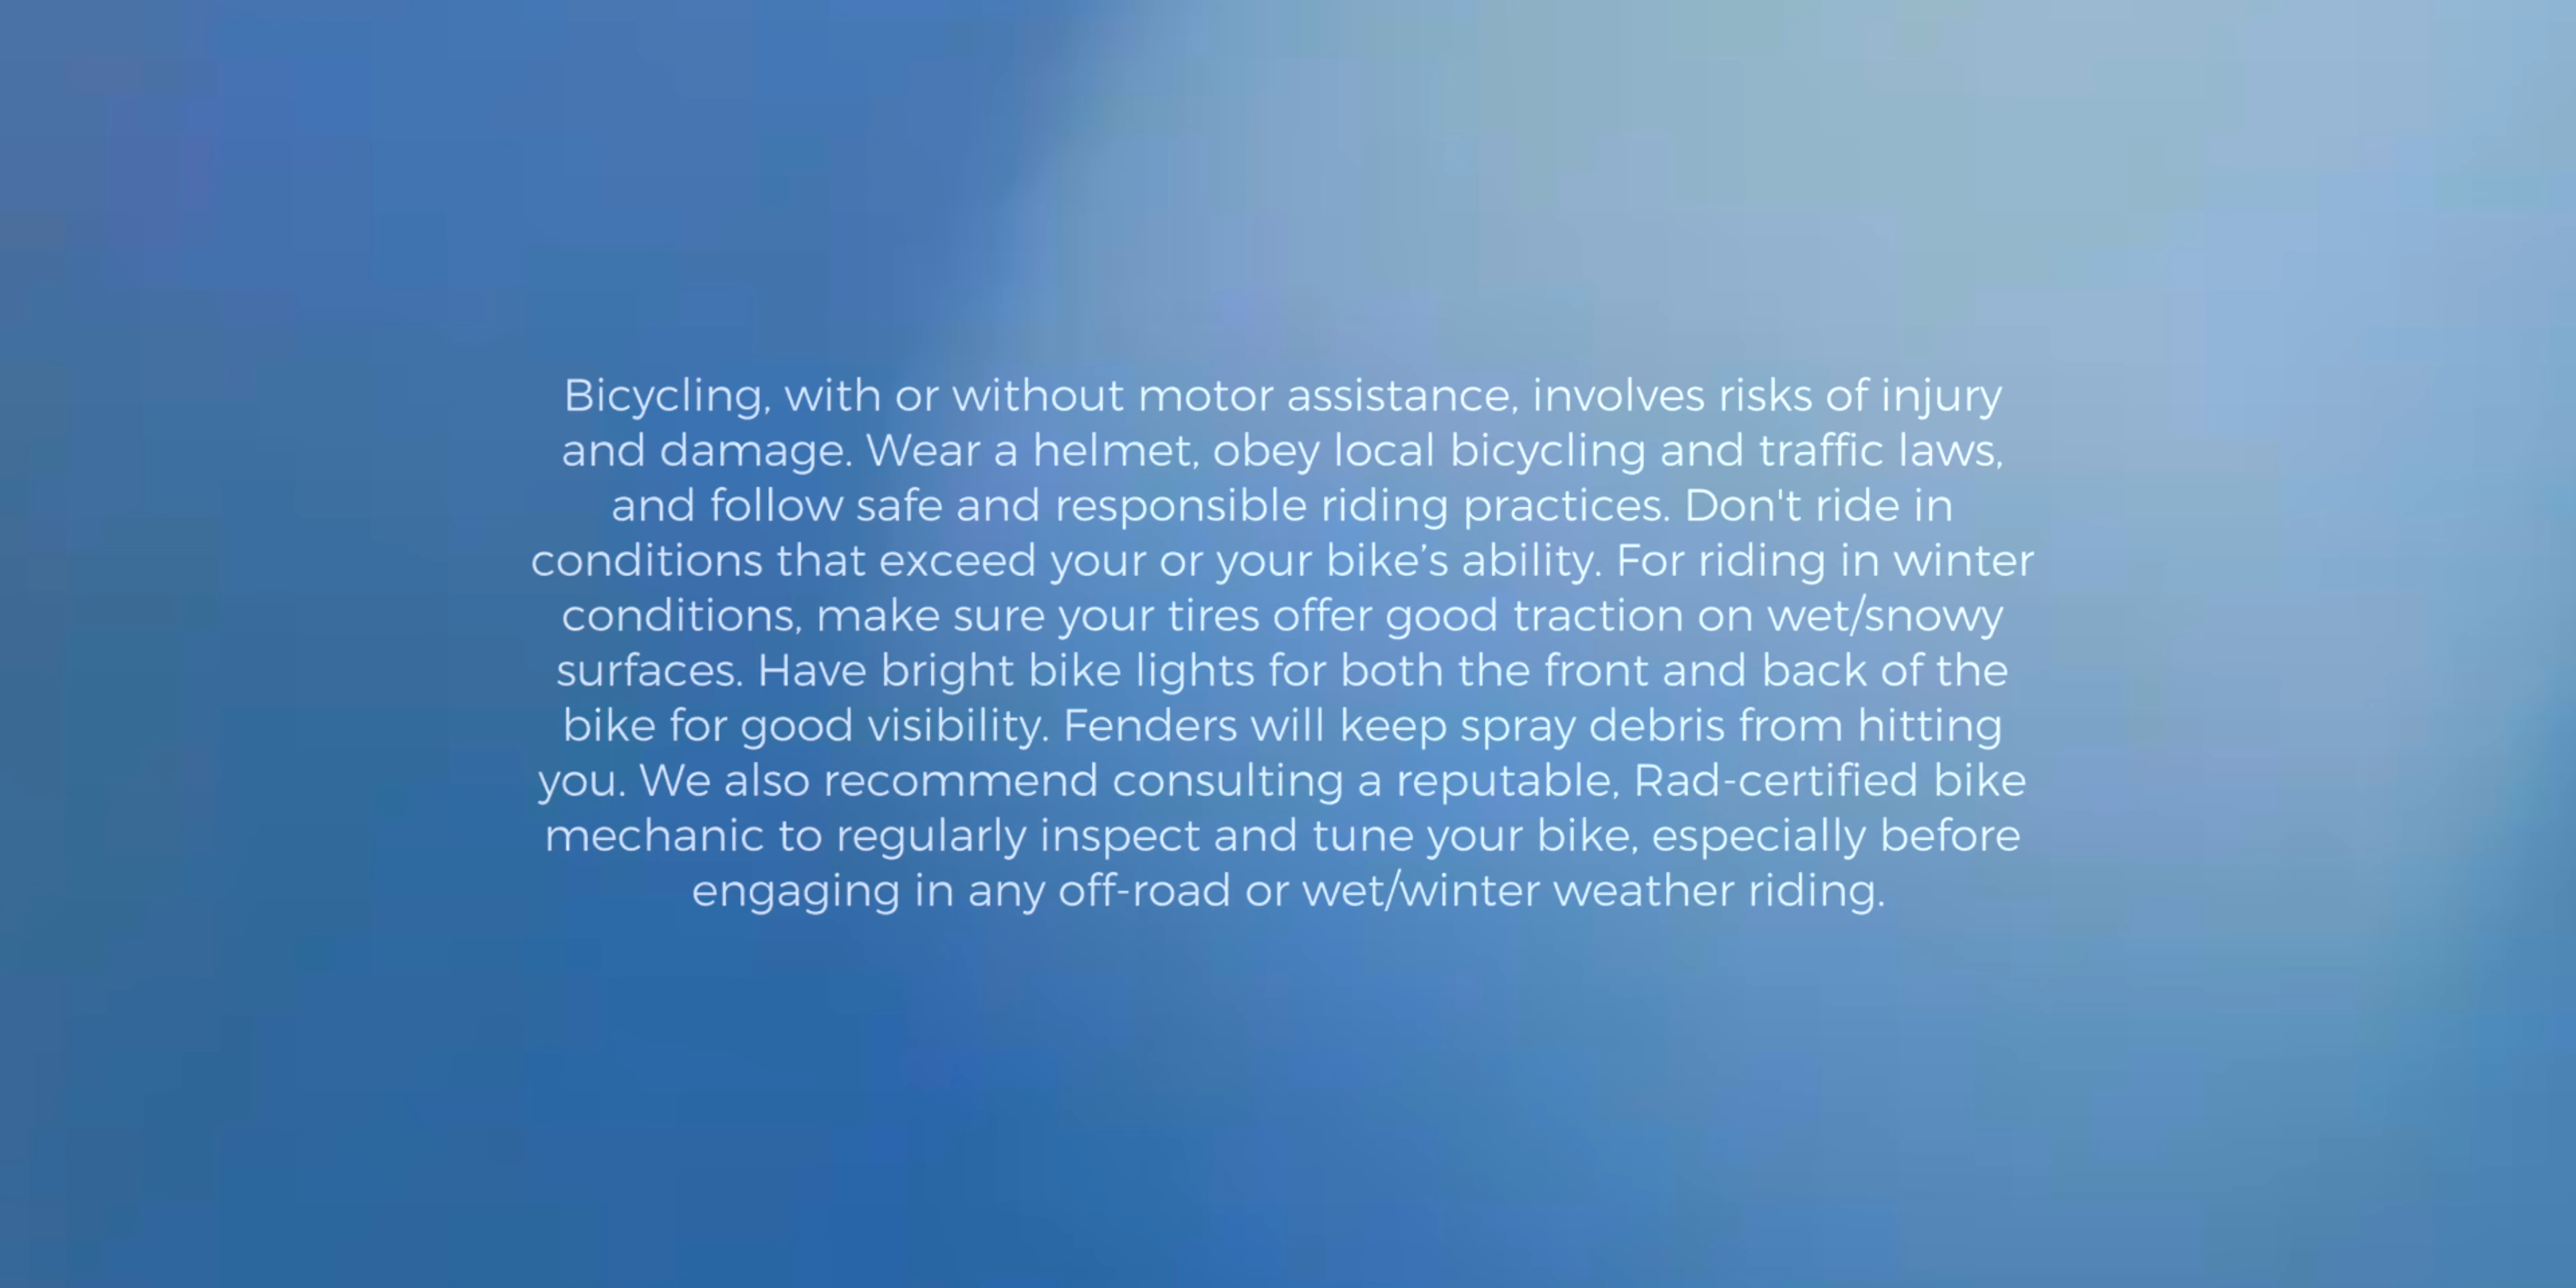 Bicycling, with or without motor assistance, involves risks of injury
and damage. Wear a helmet, obey local bicycling and traffic laws,
and follow safe and responsible riding practices. Don't ride in
conditions that exceed your or your bike’s ability. For riding in winter
conditions, make sure your tires offer good traction on wet/snowy
surfaces. Have bright bike lights for both the front and back of the
bike for good visibility. Fenders will keep spray debris from hitting
you. We also recommend consulting a reputable, Rad-certified bike
mechanic to regularly inspect and tune your bike, especially before
engaging in any off-road or wet/winter weather riding.